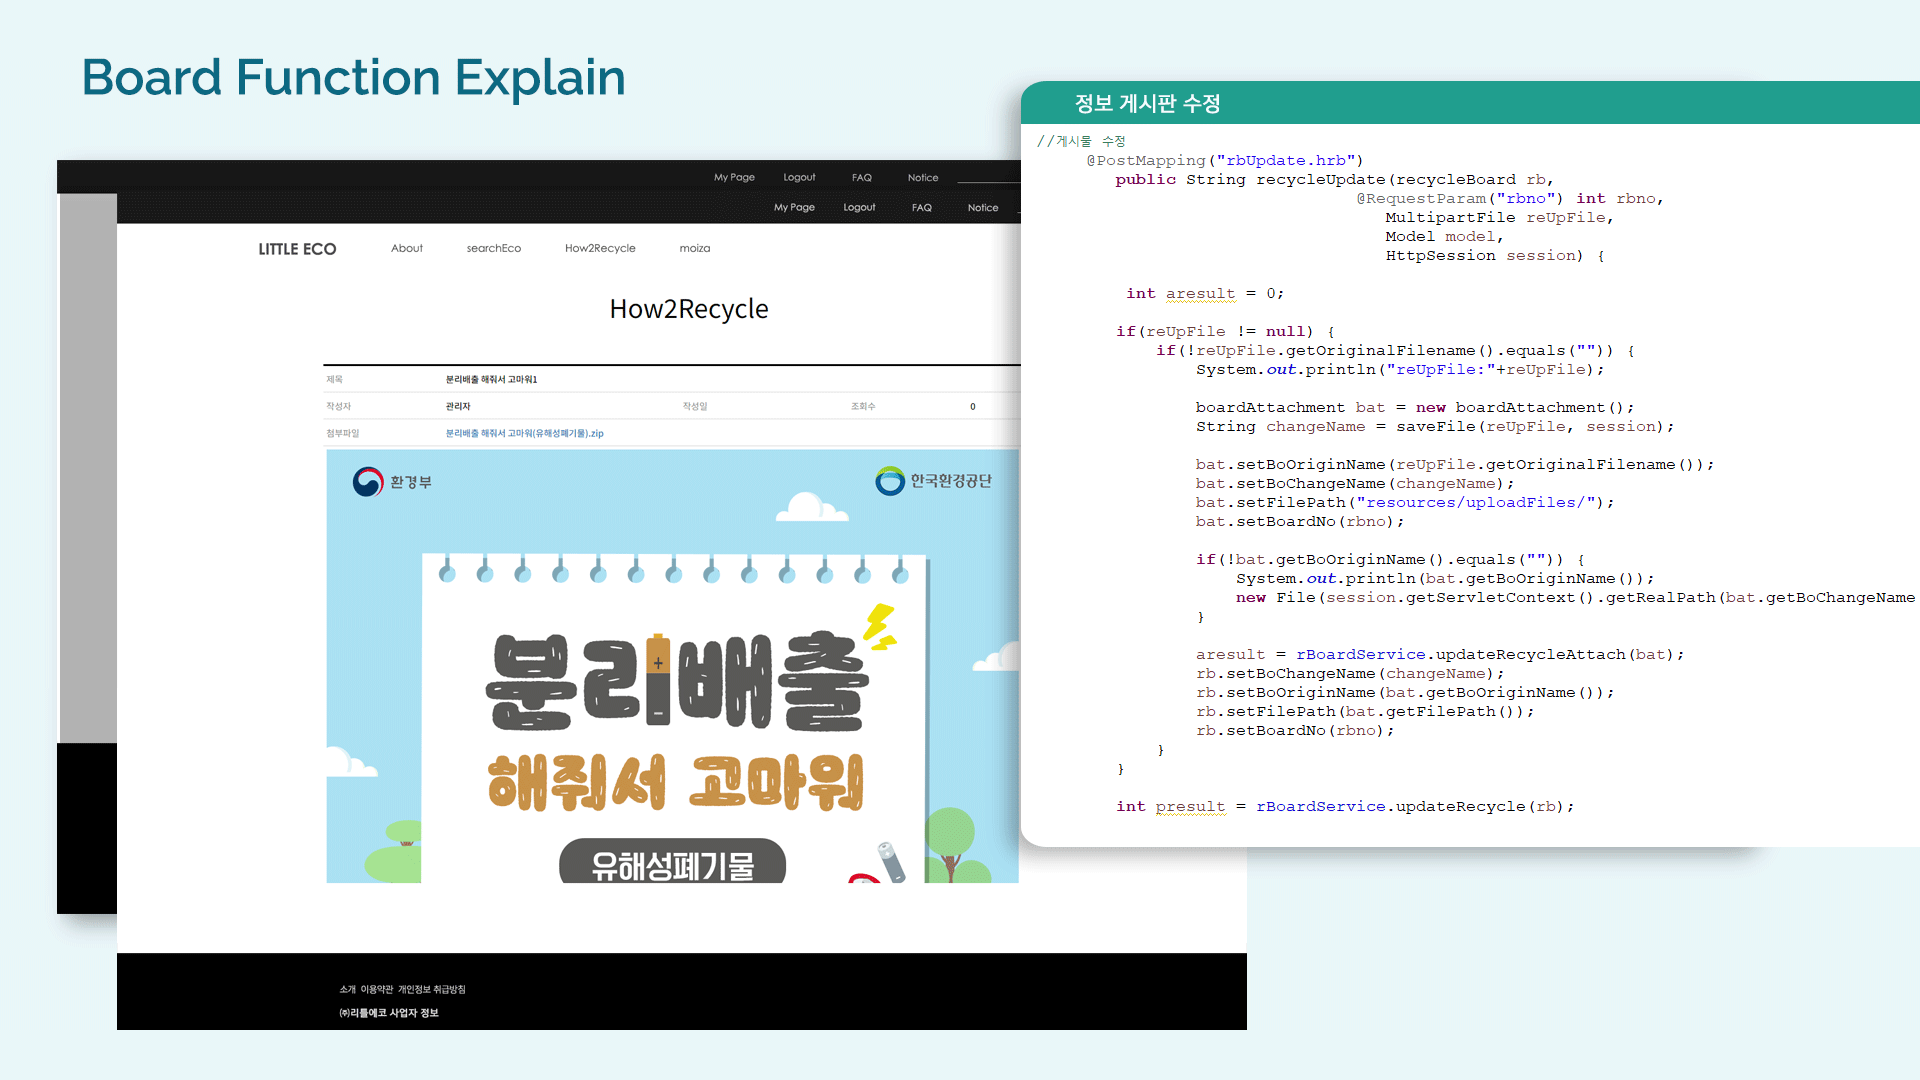 Board Function Explain
My Page Logout FAQ Notice
My Page Logout FAQ Notice
LITTLE ECO About searchEco How2Recycle moiza
How2Recycle
제목 분리배출 해줘서 고마워1
작성자 관리자 작성일 조회수 0
첨부파일 분리배출 해줘서 고마워(유해성폐기물).zip
환경부 한국환경공단
분리배출
해줘서 고마워
유해성폐기물
소개 이용약관 개인정보 취급방침
(주)리틀에코 사업자 정보
정보 게시판 수정
//게시물 수정
@PostMapping("rbUpdate.hrb")
public String recycleUpdate(recycleBoard rb,
@RequestParam("rbno") int rbno,
MultipartFile reUpFile,
Model model,
HttpSession session) {
int aresult = 0;
if(reUpFile != null) {
if(!reUpFile.getOriginalFilename().equals("")) {
System.out.println("reUpFile:"+reUpFile);
boardAttachment bat = new boardAttachment();
String changeName = saveFile(reUpFile, session);
bat.setBoOriginName(reUpFile.getOriginalFilename());
bat.setBoChangeName(changeName);
bat.setFilePath("resources/uploadFiles/");
bat.setBoardNo(rbno);
if(!bat.getBoOriginName().equals("")) {
System.out.println(bat.getBoOriginName());
new File(session.getServletContext().getRealPath(bat.getBoChangeName
}
aresult = rBoardService.updateRecycleAttach(bat);
rb.setBoChangeName(changeName);
rb.setBoOriginName(bat.getBoOriginName());
rb.setFilePath(bat.getFilePath());
rb.setBoardNo(rbno);
}
}
int presult = rBoardService.updateRecycle(rb);